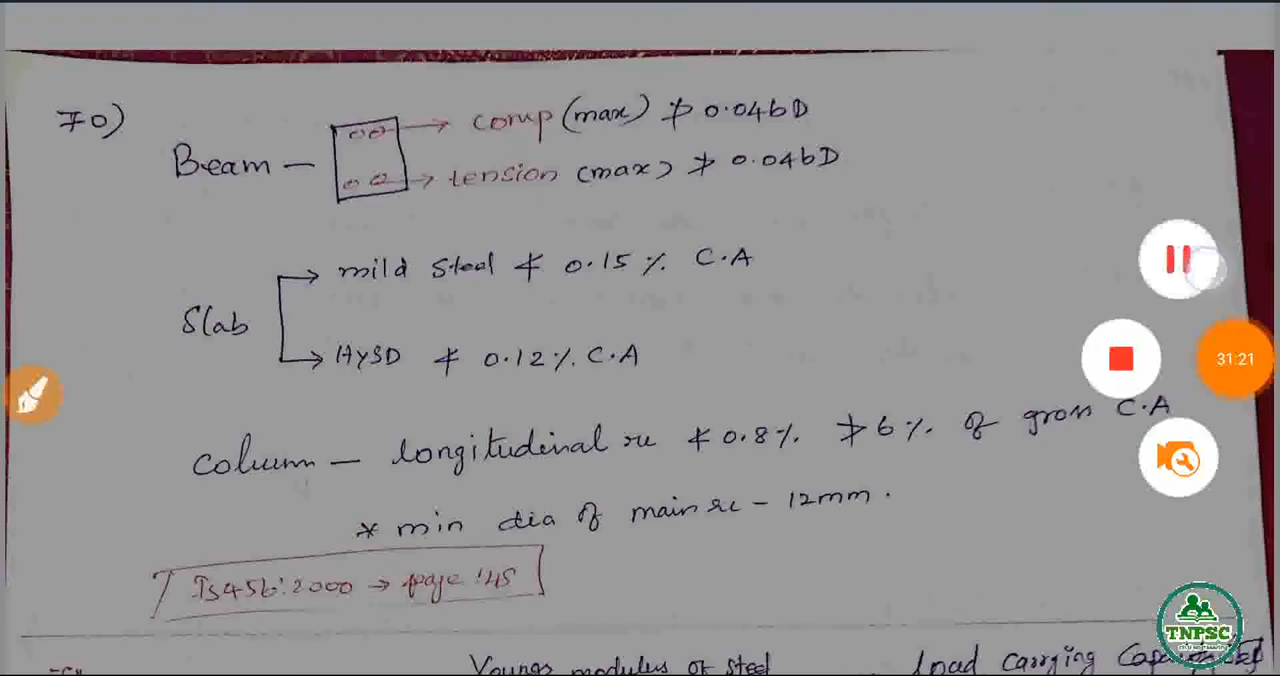 70)
comp (max) ≯ 0.04bD
Beam –
tension (max) ≯ 0.04bD
mild steel ≮ 0.15 % C.A
Slab
HYSD ≮ 0.12 % C.A
Column – longitudinal re ≮ 0.8 % ≯ 6 % of gross C.A
* min dia of main re – 12mm.
Is 456:2000 → page :45
Youngs modulus of steel
load carrying
31:21
TNPSC